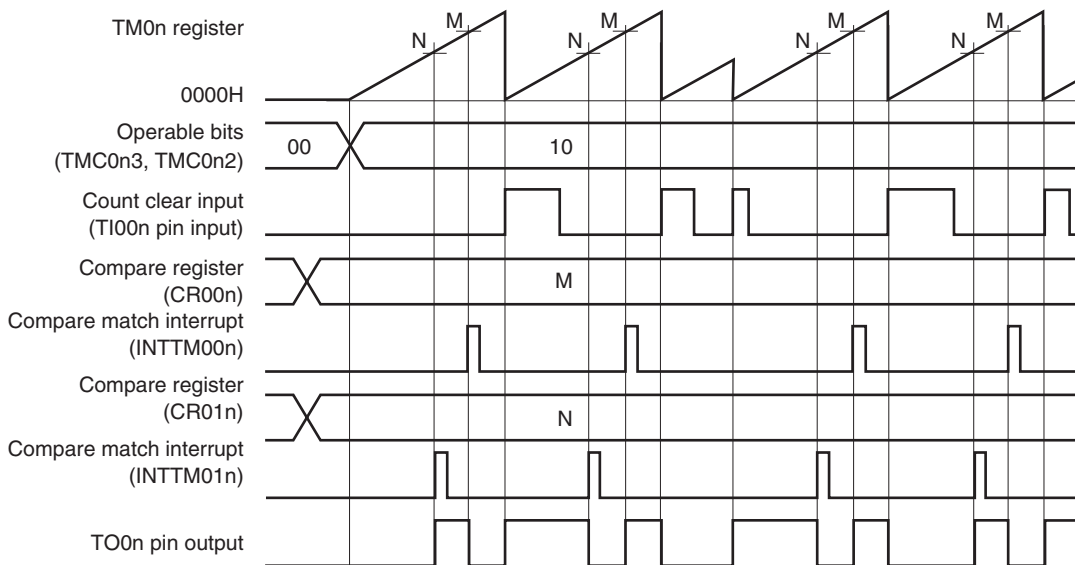 TM0n register
M
N
M
N
M
N
M
N
0000H
Operable bits
(TMC0n3, TMC0n2)
00
10
Count clear input
(TI00n pin input)
Compare register
(CR00n)
M
Compare match interrupt
(INTTM00n)
Compare register
(CR01n)
N
Compare match interrupt
(INTTM01n)
TO0n pin output